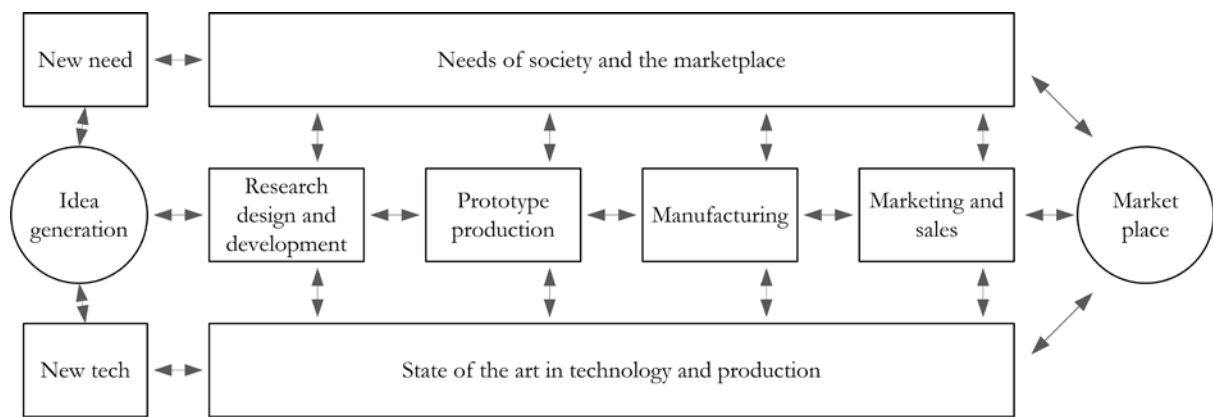 New need
Needs of society and the marketplace
Idea
generation
Research
design and
development
Prototype
production
Manufacturing
Marketing and
sales
Market
place
New tech
State of the art in technology and production